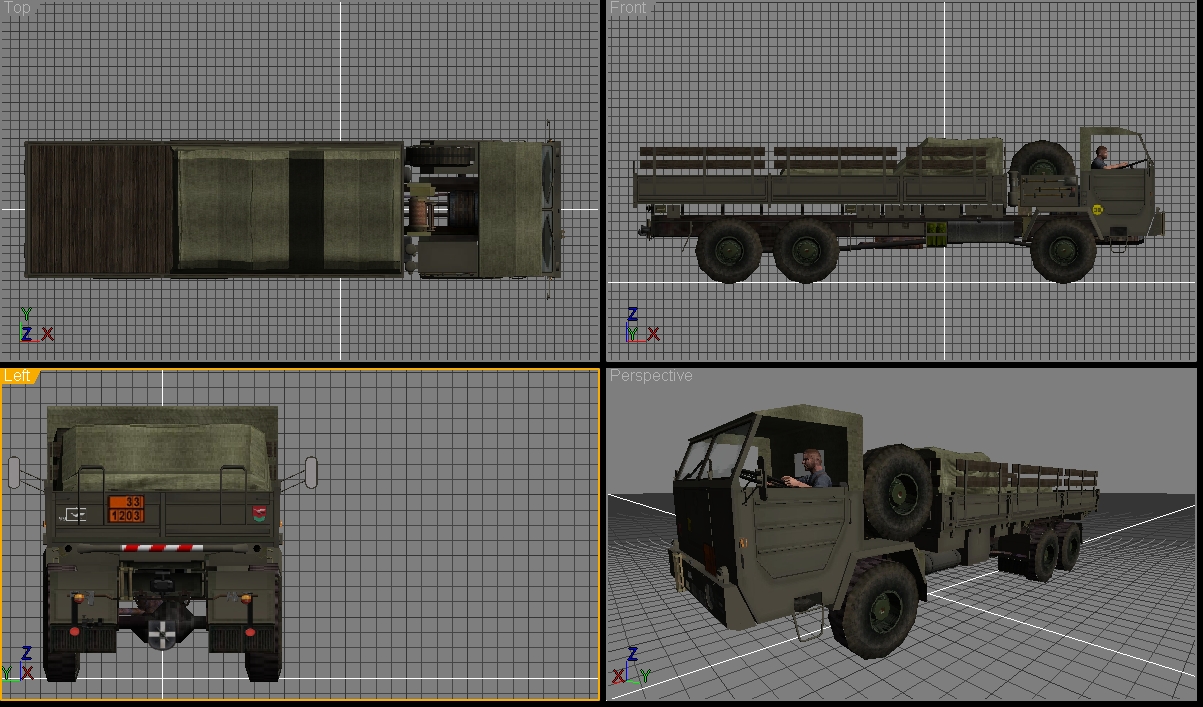 Top
Front
Y
Z X
Z
Y X
Left
33
1203
Z
Y X
Perspective
Z
X Y